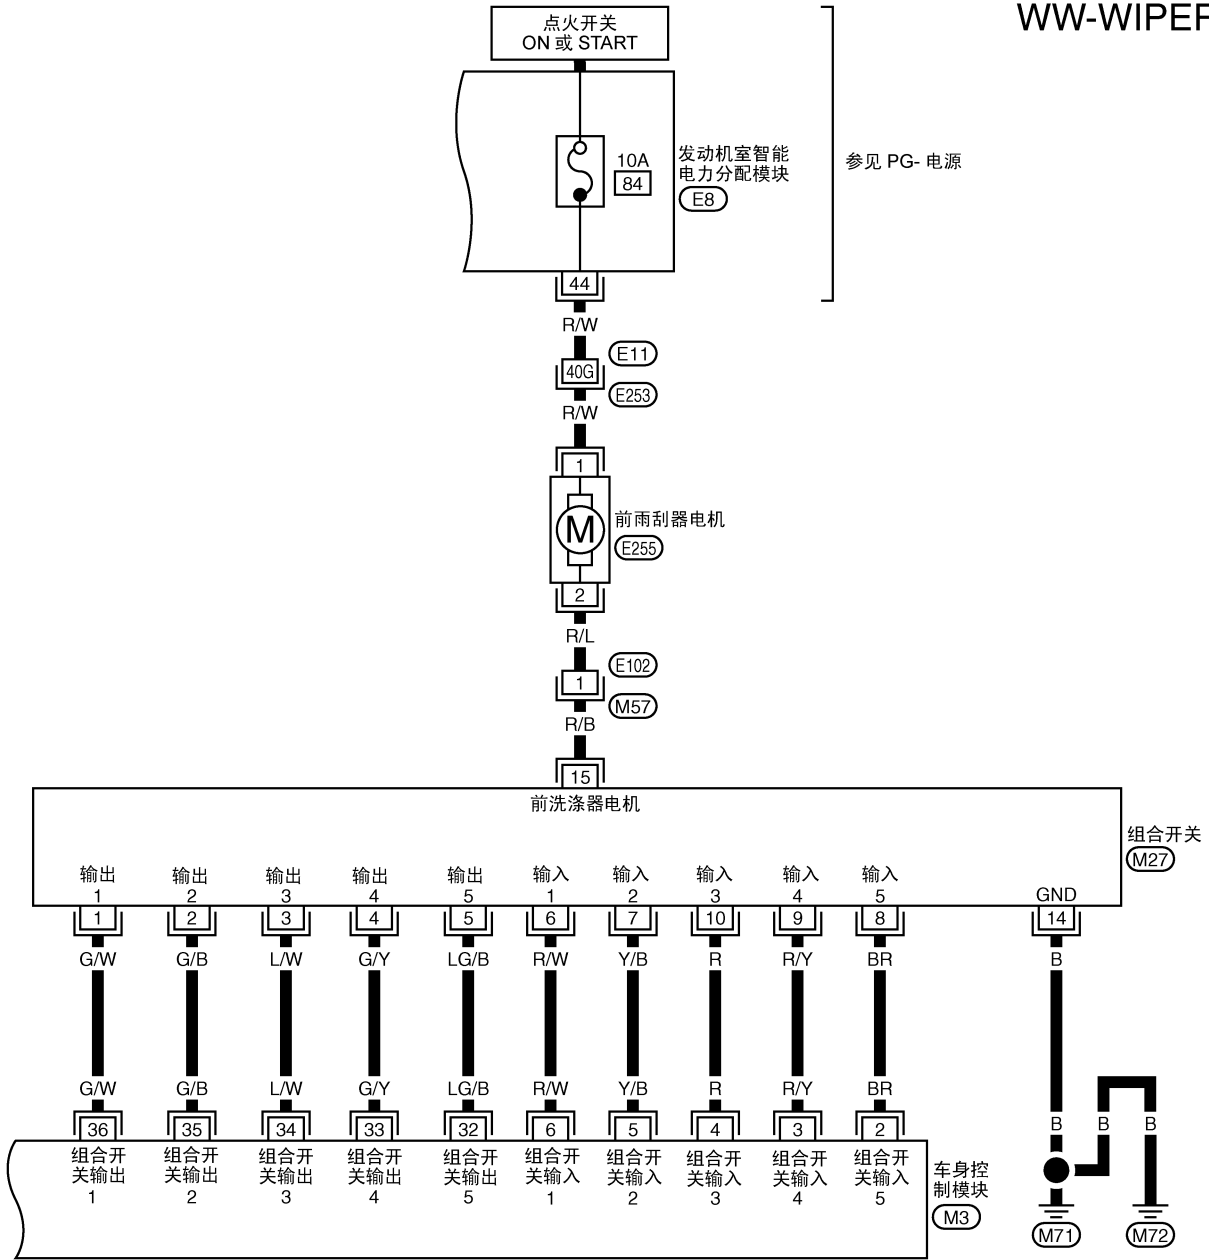 WW-WIPER
点火开关
ON 或 START
10A
84
发动机室智能
电力分配模块
E8
参见 PG- 电源
44
R/W
E11
40G
E253
R/W
1
M
前雨刮器电机
E255
2
R/L
E102
1
M57
R/B
15
前洗涤器电机
组合开关
M27
输出 输出 输出 输出 输出 输入 输入 输入 输入 输入
1 2 3 4 5 1 2 3 4 5 GND
1 2 3 4 5 6 7 10 9 8 14
G/W G/B L/W G/Y LG/B R/W Y/B R R/Y BR B
G/W G/B L/W G/Y LG/B R/W Y/B R R/Y BR
B B B
36 35 34 33 32 6 5 4 3 2
组合开 组合开 组合开 组合开 组合开 组合开 组合开 组合开 组合开 组合开
关输出 关输出 关输出 关输出 关输出 关输入 关输入 关输入 关输入 关输入
1 2 3 4 5 1 2 3 4 5
车身控
制模块
M3
M71 M72